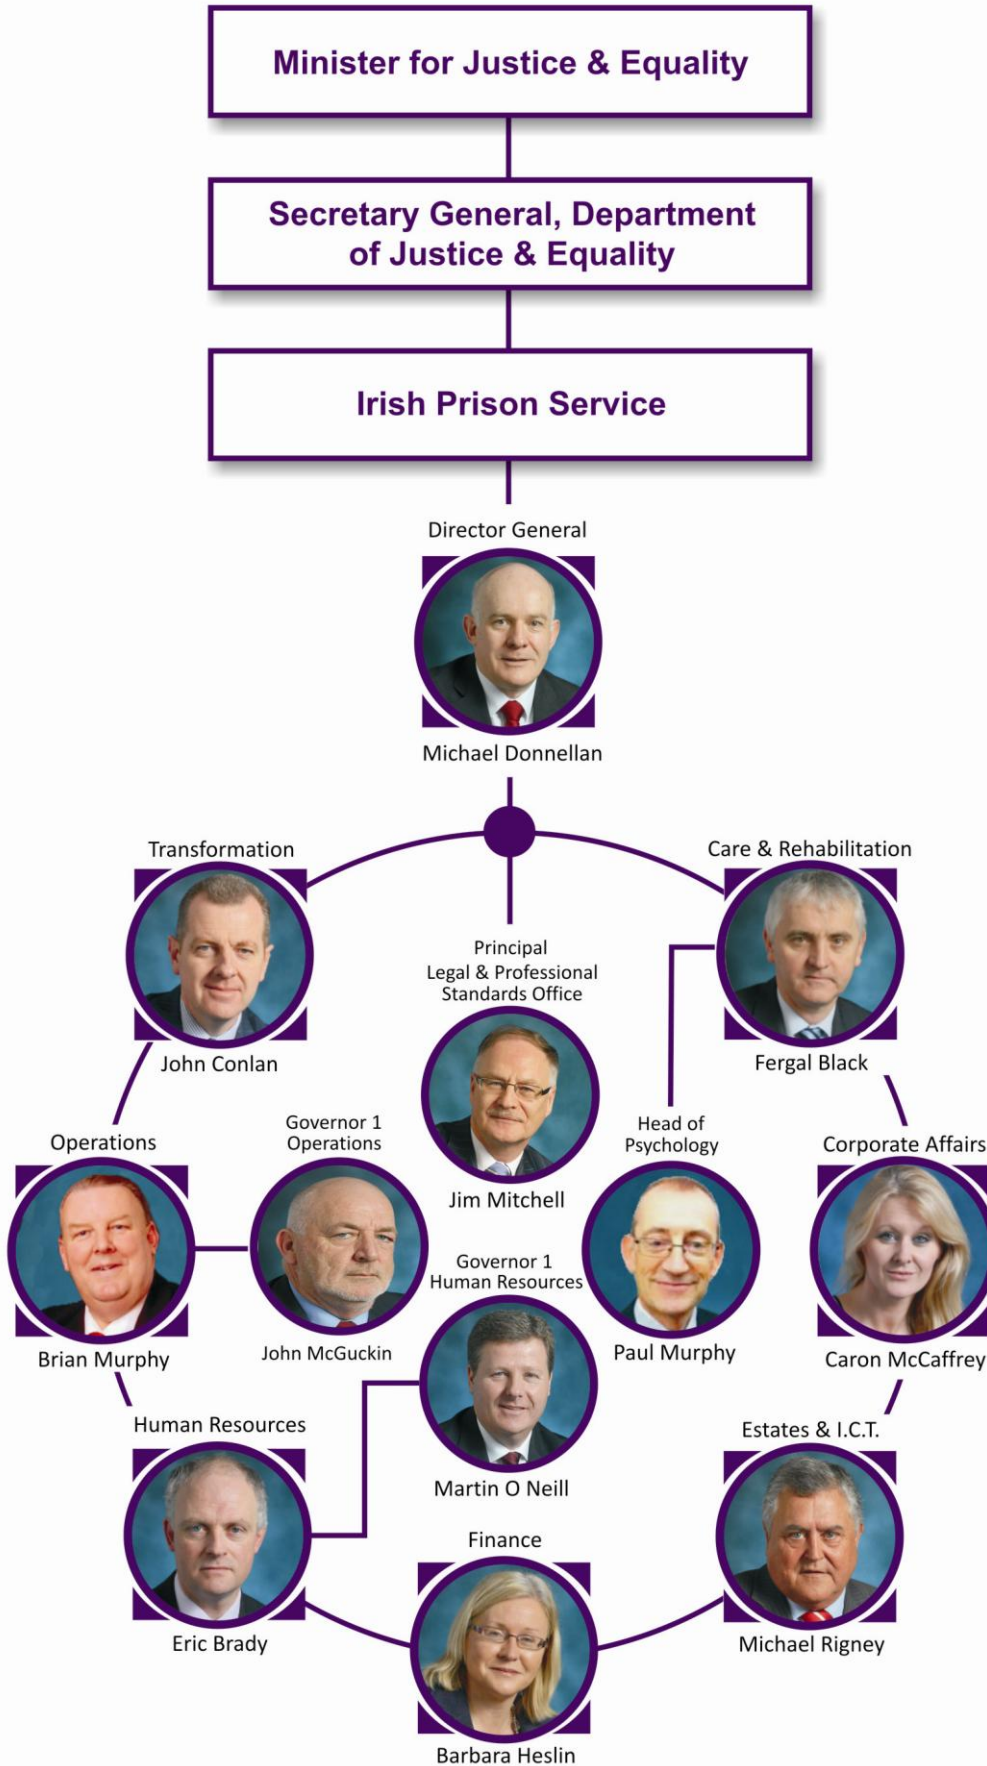 Minister for Justice & Equality
Secretary General, Department
of Justice & Equality
Irish Prison Service
Director General
Michael Donnellan
Transformation
John Conlan
Care & Rehabilitation
Fergal Black
Principal
Legal & Professional
Standards Office
Jim Mitchell
Operations
Brian Murphy
Governor 1
Operations
John McGuckin
Head of
Psychology
Paul Murphy
Corporate Affairs
Caron McCaffrey
Governor 1
Human Resources
Martin O Neill
Human Resources
Eric Brady
Estates & I.C.T.
Michael Rigney
Finance
Barbara Heslin